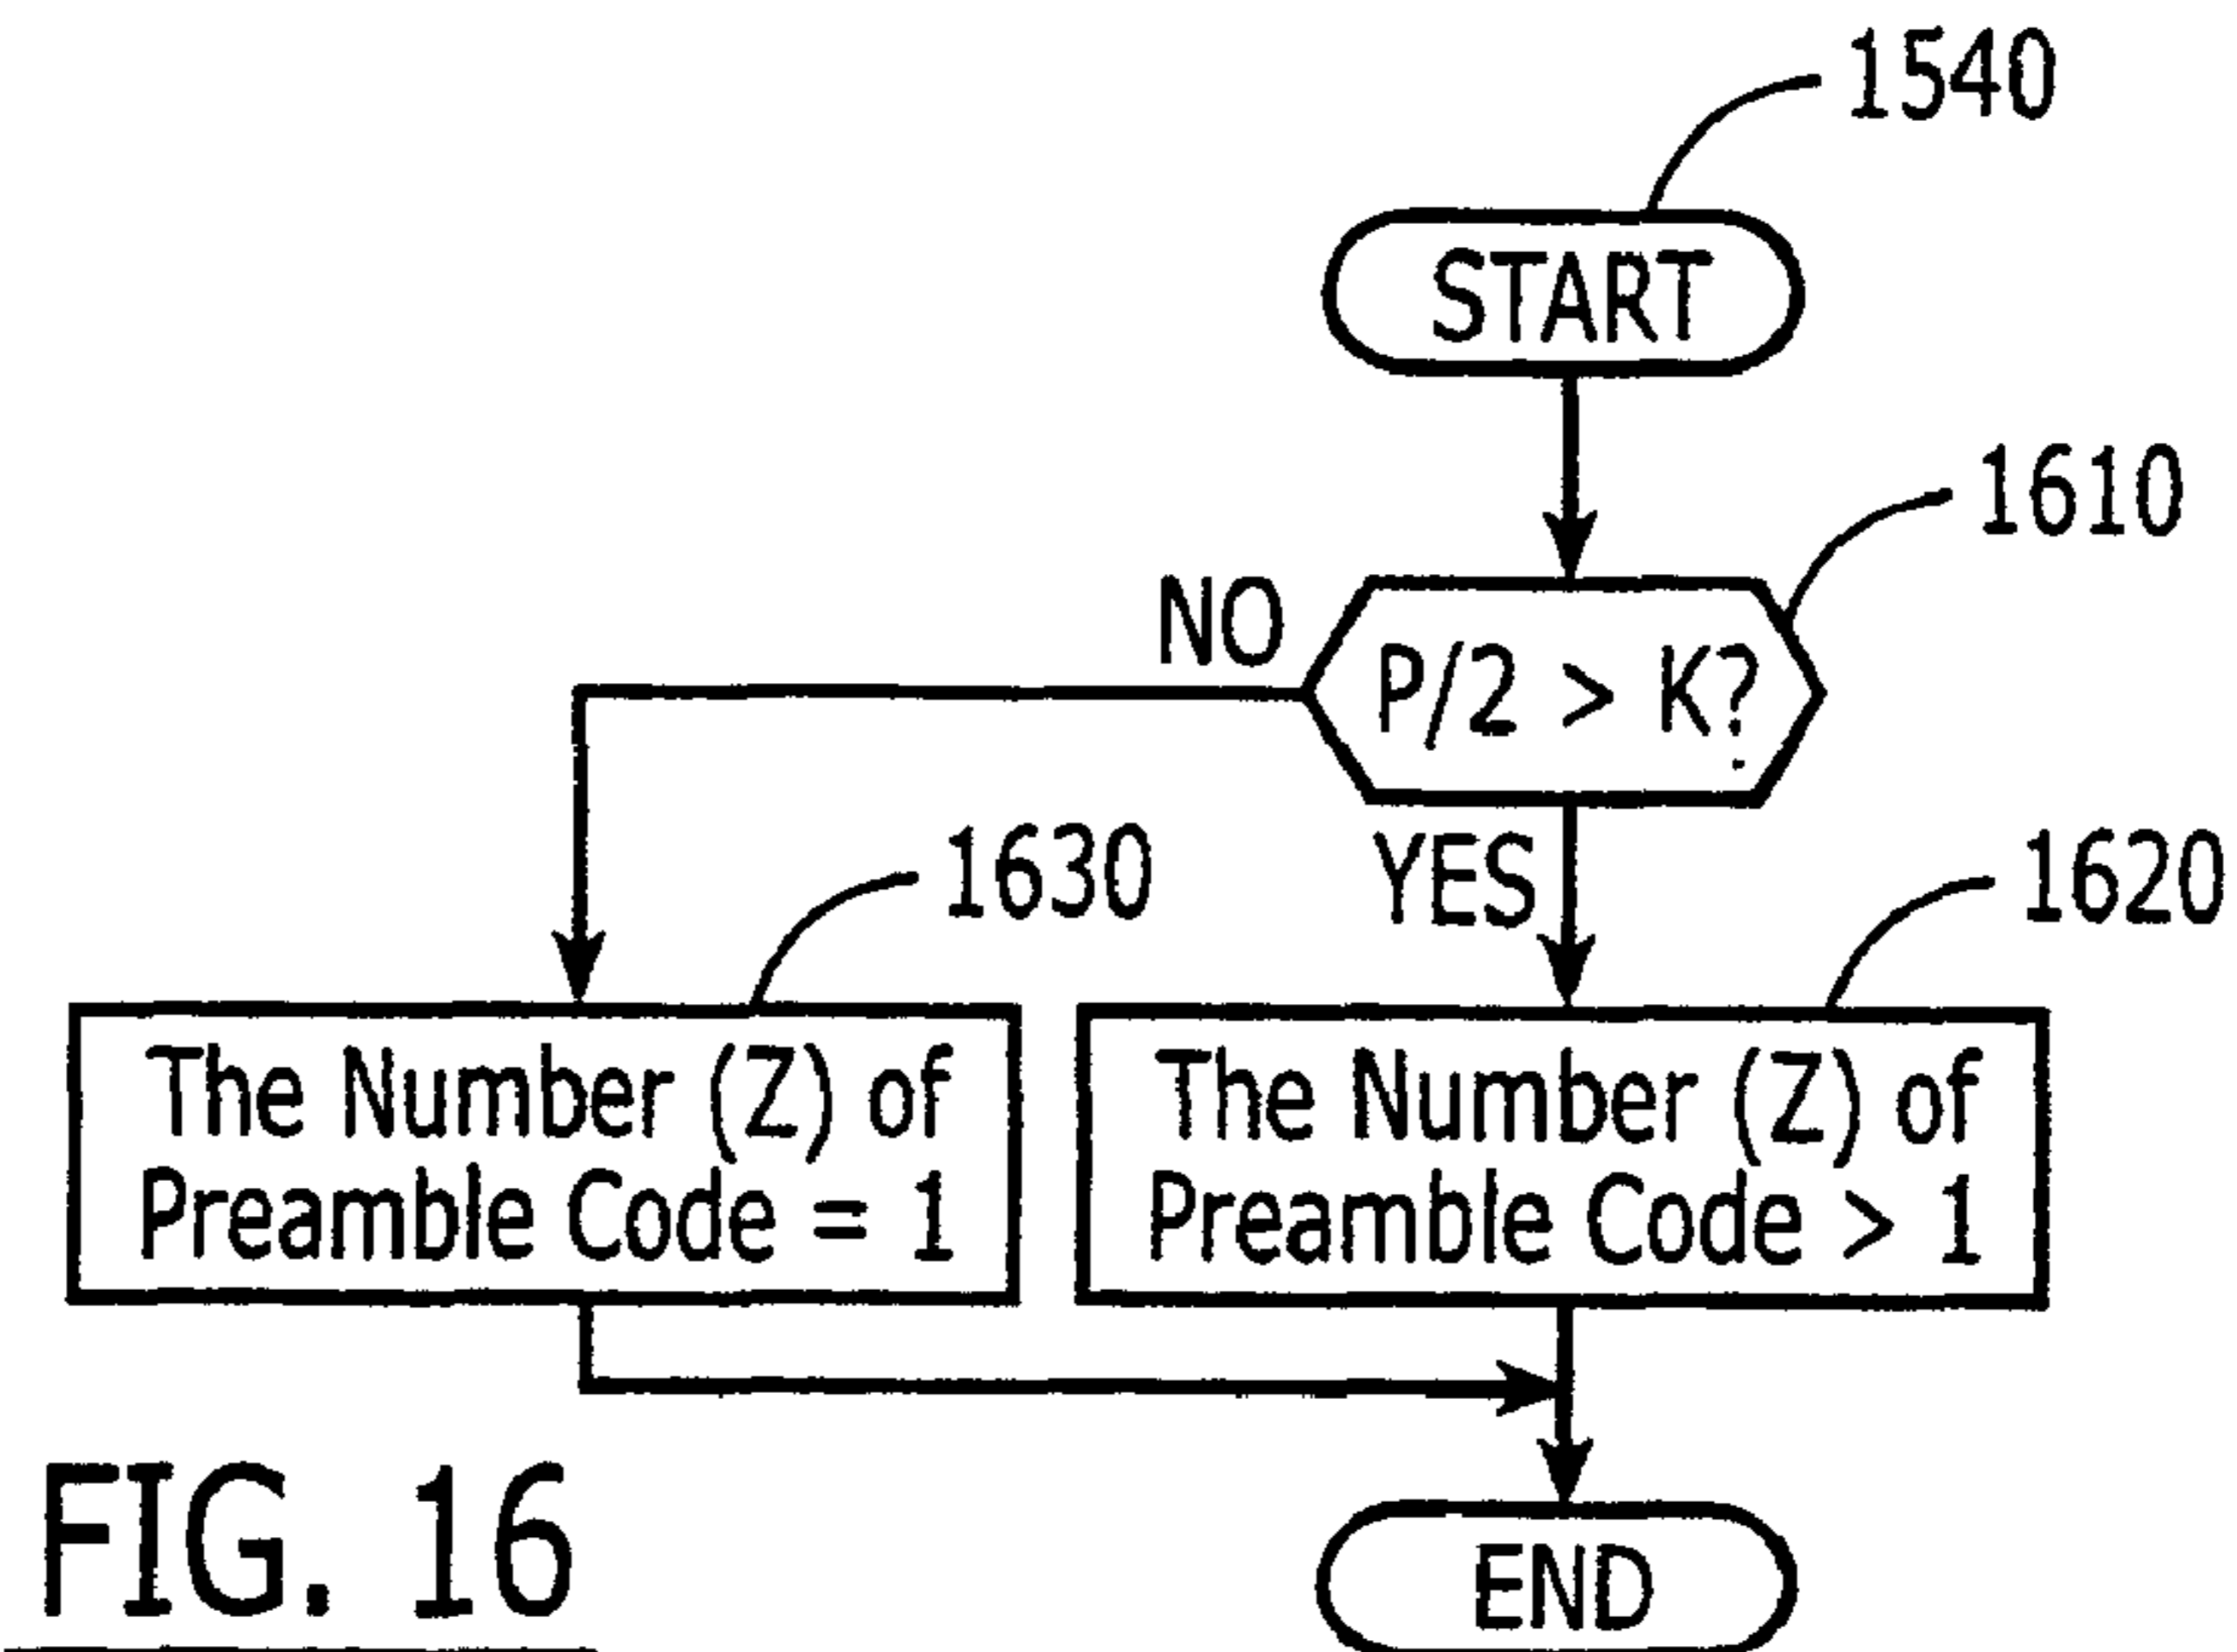 1540
START
1610
NO
P/2 > K?
1630
YES
1620
The Number (Z) of
Preamble Code = 1
The Number (Z) of
Preamble Code > 1
FIG. 16
END